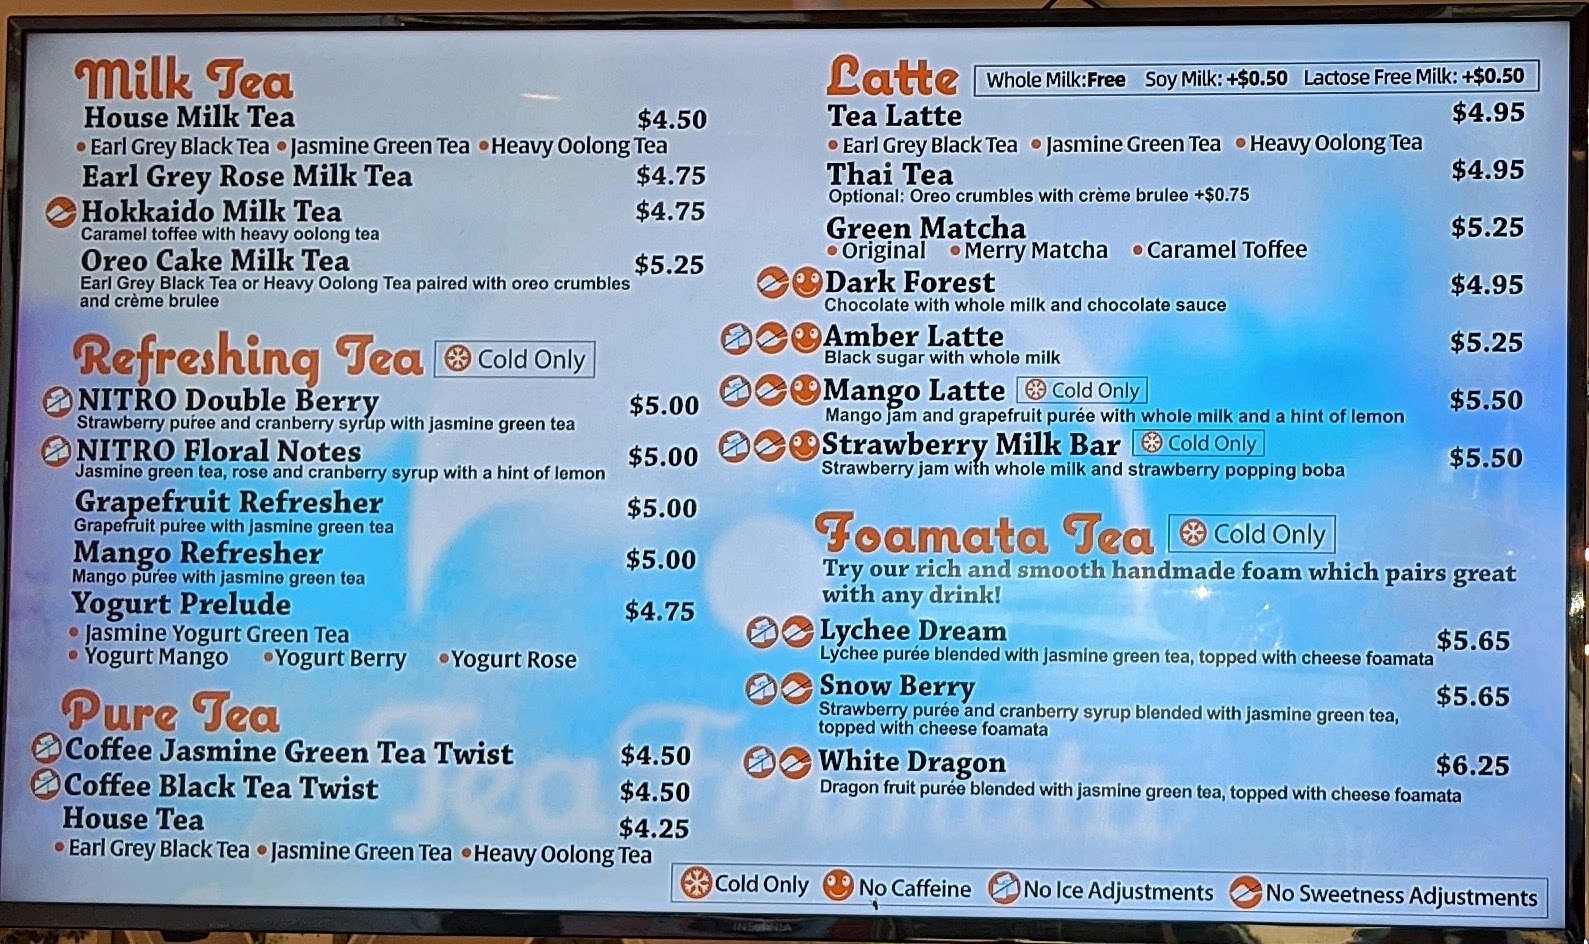 Milk Tea
House Milk Tea $4.50
• Earl Grey Black Tea • Jasmine Green Tea • Heavy Oolong Tea
Earl Grey Rose Milk Tea $4.75
Hokkaido Milk Tea $4.75
Caramel toffee with heavy oolong tea
Oreo Cake Milk Tea $5.25
Earl Grey Black Tea or Heavy Oolong Tea paired with oreo crumbles
and crème brulee
Refreshing Tea Cold Only
NITRO Double Berry $5.00
Strawberry puree and cranberry syrup with jasmine green tea
NITRO Floral Notes $5.00
Jasmine green tea, rose and cranberry syrup with a hint of lemon
Grapefruit Refresher $5.00
Grapefruit puree with jasmine green tea
Mango Refresher $5.00
Mango puree with jasmine green tea
Yogurt Prelude $4.75
• Jasmine Yogurt Green Tea
• Yogurt Mango • Yogurt Berry • Yogurt Rose
Pure Tea
Coffee Jasmine Green Tea Twist $4.50
Coffee Black Tea Twist $4.50
House Tea $4.25
• Earl Grey Black Tea • Jasmine Green Tea • Heavy Oolong Tea
Latte Whole Milk:Free Soy Milk: +$0.50 Lactose Free Milk: +$0.50
Tea Latte $4.95
• Earl Grey Black Tea • Jasmine Green Tea • Heavy Oolong Tea
Thai Tea $4.95
Optional: Oreo crumbles with crème brulee +$0.75
Green Matcha $5.25
• Original • Merry Matcha • Caramel Toffee
Dark Forest $4.95
Chocolate with whole milk and chocolate sauce
Amber Latte $5.25
Black sugar with whole milk
Mango Latte Cold Only $5.50
Mango jam and grapefruit purée with whole milk and a hint of lemon
Strawberry Milk Bar Cold Only $5.50
Strawberry jam with whole milk and strawberry popping boba
Foamata Tea Cold Only
Try our rich and smooth handmade foam which pairs great
with any drink!
Lychee Dream $5.65
Lychee purée blended with jasmine green tea, topped with cheese foamata
Snow Berry $5.65
Strawberry purée and cranberry syrup blended with jasmine green tea,
topped with cheese foamata
White Dragon $6.25
Dragon fruit purée blended with jasmine green tea, topped with cheese foamata
Tea Foamata
Cold Only No Caffeine No Ice Adjustments No Sweetness Adjustments
INSIGNIA